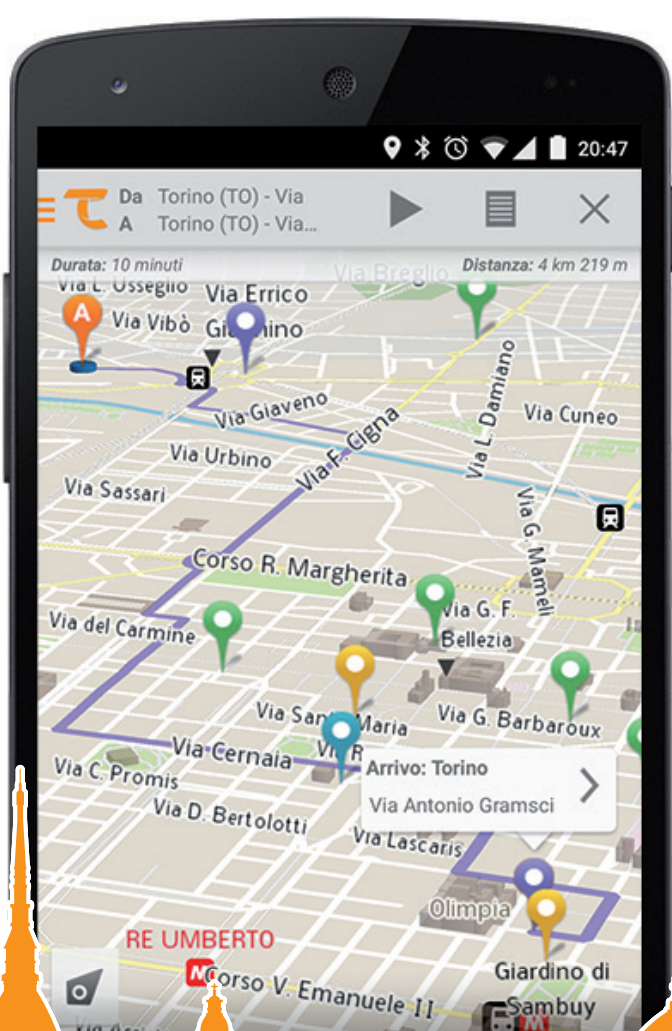 20:47
Da Torino (TO) - Via
A Torino (TO) - Via...
Durata: 10 minuti
Distanza: 4 km 219 m
Via Breglio
Via L. Usseglio
Via Errico
Via Vibò
A
Via L. Damiano
Via Giaveno
Via Cuneo
Via F. Cigna
Via Urbino
Via Sassari
Via G. Mameli
Corso R. Margherita
Via del Carmine
Via G. F.
Bellezia
Via Santa Maria
Via G. Barbaroux
Via Cernaia
Via C. Promis
Arrivo: Torino
Via Antonio Gramsci
Via D. Bertolotti
Via Lascaris
Olimpia
RE UMBERTO
M
Corso V. Emanuele II
Giardino di
Sambuy
M